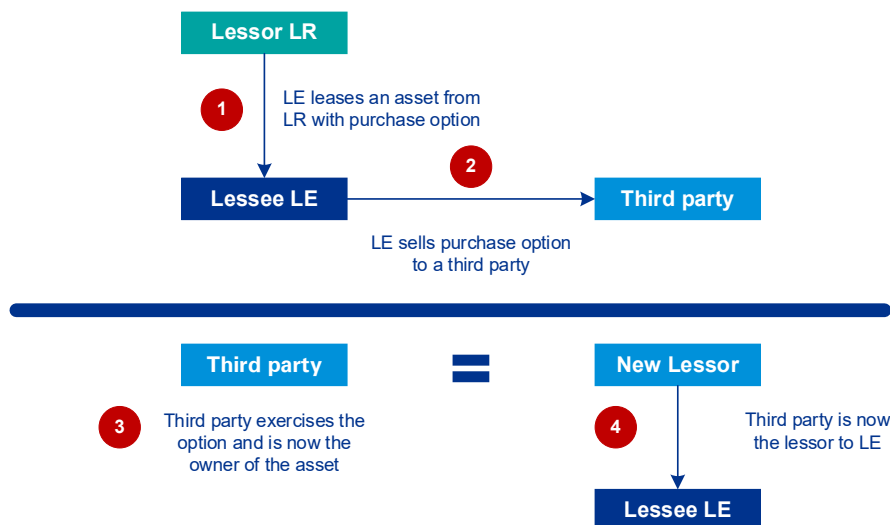 Lessor LR
1
LE leases an asset from
LR with purchase option
2
Lessee LE
Third party
LE sells purchase option
to a third party
Third party
=
New Lessor
3
Third party exercises the
option and is now the
owner of the asset
4
Third party is now
the lessor to LE
Lessee LE